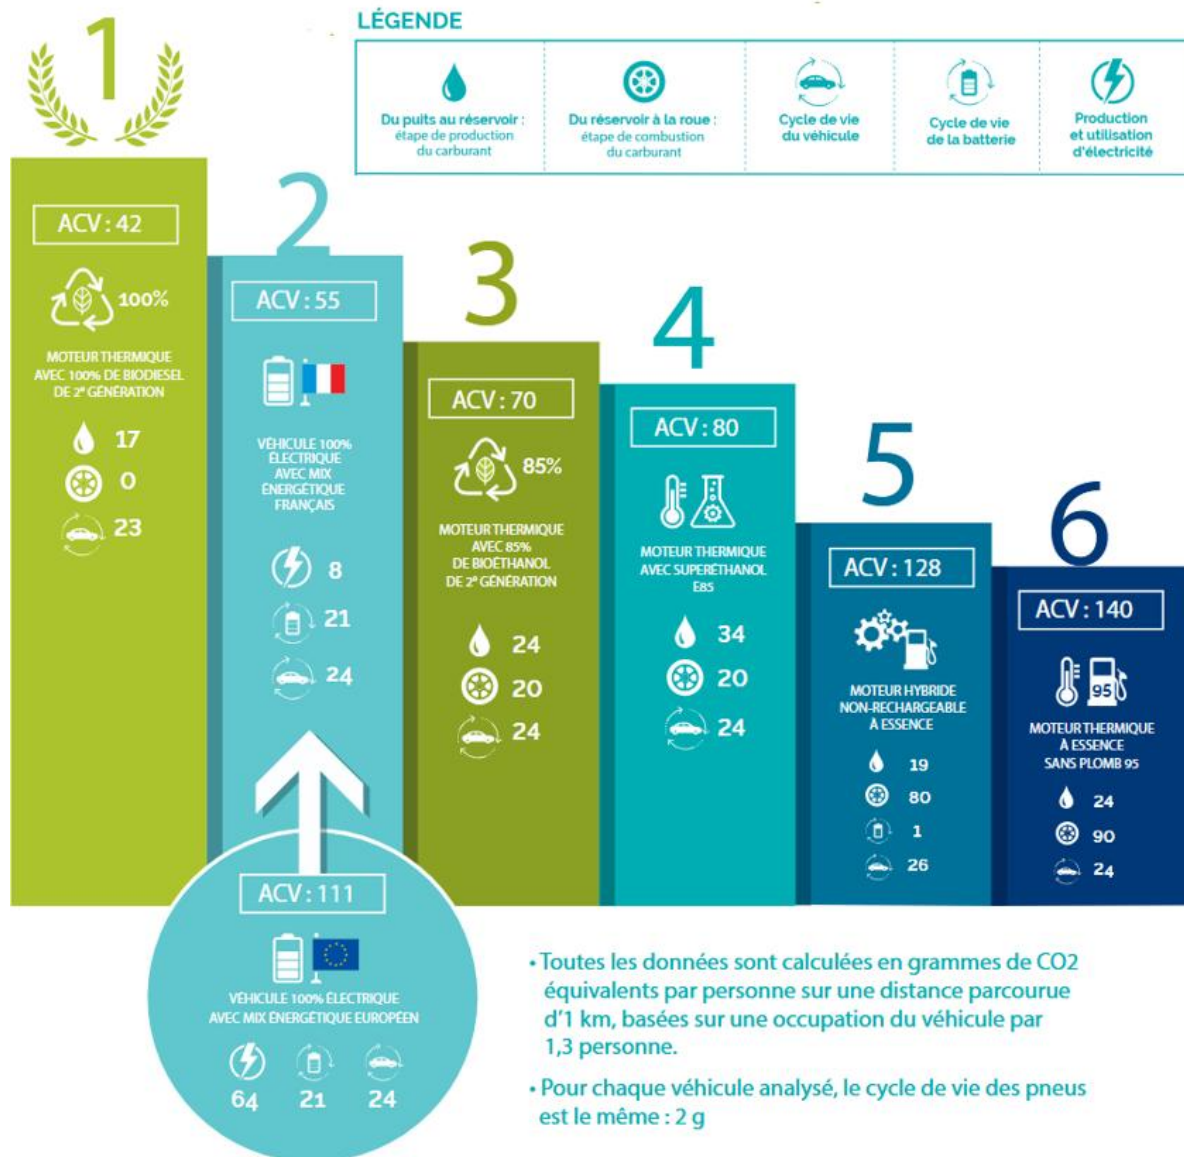 LÉGENDE
Du puits au réservoir :
étape de production
du carburant
Du réservoir à la roue :
étape de combustion
du carburant
Cycle de vie
du véhicule
Cycle de vie
de la batterie
Production
et utilisation
d'électricité
1
ACV : 42
100%
MOTEUR THERMIQUE
AVEC 100% DE BIODIESEL
DE 2ᵉ GÉNÉRATION
17
0
23
2
ACV : 55
VÉHICULE 100%
ÉLECTRIQUE
AVEC MIX
ÉNERGÉTIQUE
FRANÇAIS
8
21
24
ACV : 111
VÉHICULE 100% ÉLECTRIQUE
AVEC MIX ÉNERGÉTIQUE EUROPÉEN
64 21 24
3
ACV : 70
85%
MOTEUR THERMIQUE
AVEC 85%
DE BIOÉTHANOL
DE 2ᵉ GÉNÉRATION
24
20
24
4
ACV : 80
MOTEUR THERMIQUE
AVEC SUPERÉTHANOL
E85
34
20
24
5
ACV : 128
MOTEUR HYBRIDE
NON-RECHARGEABLE
À ESSENCE
19
80
1
26
6
ACV : 140
95
MOTEUR THERMIQUE
À ESSENCE
SANS PLOMB 95
24
90
24
• Toutes les données sont calculées en grammes de CO2
équivalents par personne sur une distance parcourue
d'1 km, basées sur une occupation du véhicule par
1,3 personne.
• Pour chaque véhicule analysé, le cycle de vie des pneus
est le même : 2 g